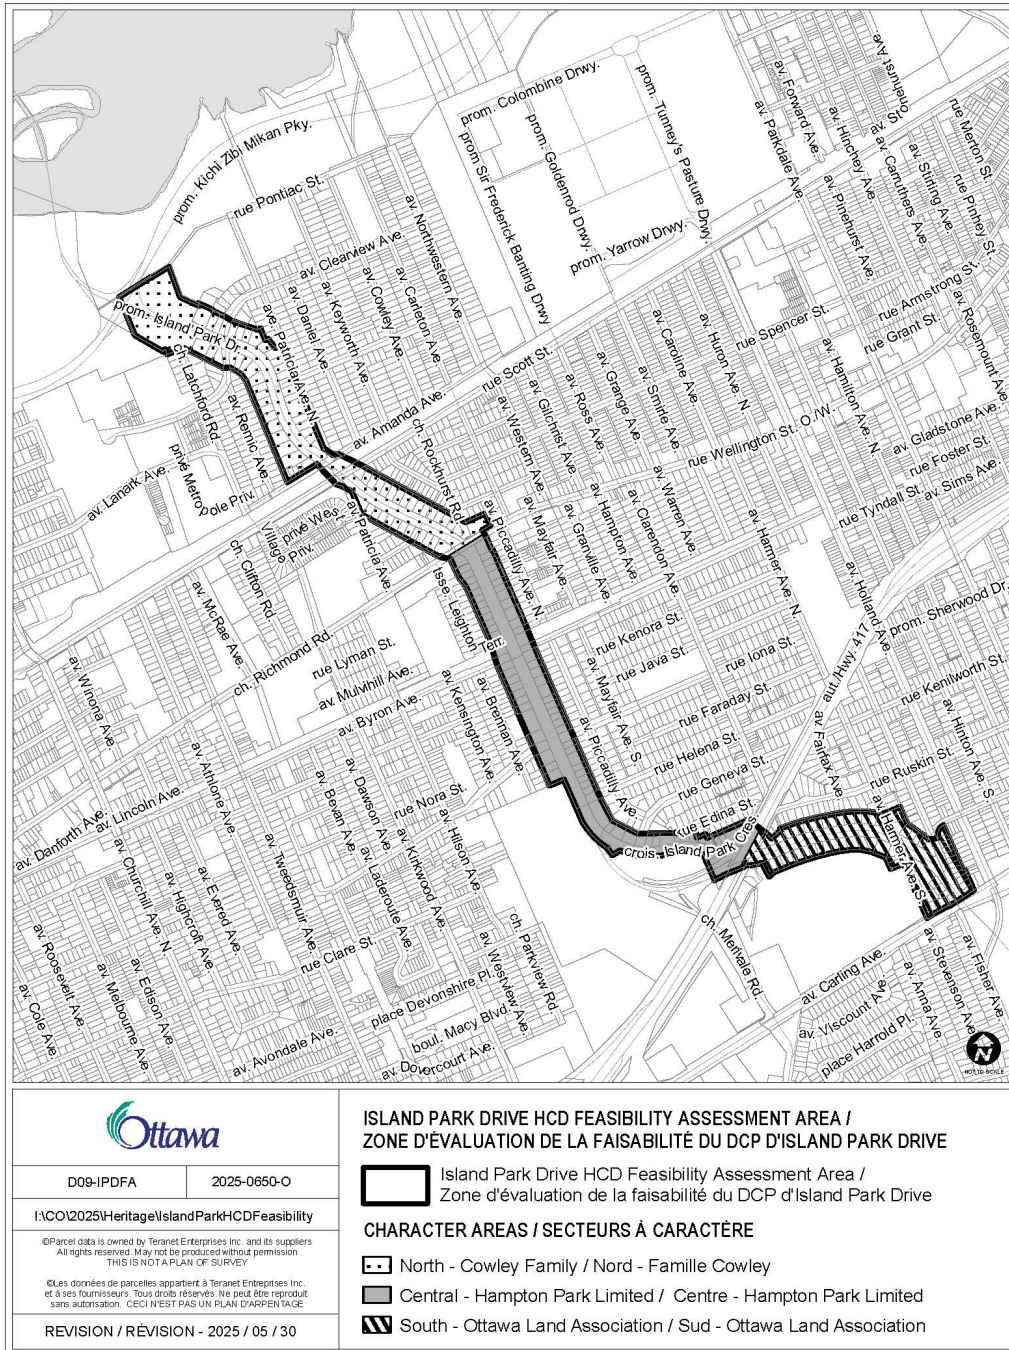 prom. Colombine Drwy.
prom. Tunney's Pasture Drwy.
av. Forward Ave.
av. Parkdale Ave.
av. Hinchey Ave.
av. St
Onehurst Ave.
rue Merton St.
av. Stirling Ave.
av. Carruthers Ave.
rue Pinhey St.
av. Pinehurst Ave.
prom. Kichi Zibi Mikan Pky.
rue Pontiac St.
prom Sir Frederick Banting Drwy
prom. Goldenrod Drwy.
prom. Yarrow Drwy.
av. Northwestern Ave.
av. Clearview Ave.
av. Carleton Ave.
av. Cowley Ave.
av. Keyworth Ave.
av. Daniel Ave.
ave. Patricia Ave. N
prom. Island Park Dr.
ch. Latchford Rd.
av. Remic Ave.
rue Armstrong St.
rue Grant St.
av. Rosemount Ave.
rue Spencer St.
av. Huron Ave. N
av. Caroline Ave.
av. Hamilton Ave. N
av. Smirle Ave.
av. Grange Ave.
av. Ross Ave.
av. Gilchrist Ave.
av. Western Ave.
rue Scott St.
av. Amanda Ave.
ch. Rockhurst Rd.
rue Wellington St. O./W.
av. Gladstone Ave.
rue Foster St.
av. Sims Ave.
rue Tyndall St.
av. Lanark Ave.
privé Metropole Priv.
privé We
Village Priv.
av. Patricia Ave.
av. Piccadilly Ave. N.
av. Mayfair Ave.
av. Granville Ave.
av. Hampton Ave.
av. Clarendon Ave.
av. Warren Ave.
av. Harmer Ave. N.
av. Holland Ave.
prom. Sherwood Dr.
ch. Clifton Rd.
av. McRae Ave.
ch. Richmond Rd.
rue Lyman St.
av. Mulvihill Ave.
av. Byron Ave.
tsse. Leighton Terr.
av. Kensington Ave.
av. Brennan Ave.
rue Kenora St.
rue Java St.
rue Iona St.
rue Faraday St.
rue Helena St.
rue Geneva St.
rue Edina St.
av. Mayfair Ave. S.
av. Piccadilly Ave.
aut./Hwy. 417
av. Fairfax Ave.
rue Kenilworth St.
av. Hinton Ave. S.
rue Ruskin St.
av. Harmer Ave. S.
crois. Island Park Cres.
av. Winona Ave.
av. Athlone Ave.
av. Lincoln Ave.
av. Danforth Ave.
av. Churchill Ave. N.
av. Highcroft Ave.
av. Evered Ave.
av. Tweedsmuir Ave.
av. Bevan Ave.
av. Dawson Ave.
av. Laderoute Ave.
av. Kirkwood Ave.
rue Nora St.
av. Hilson Ave.
rue Clare St.
av. Roosevelt Ave.
av. Cole Ave.
av. Melbourne Ave.
av. Edison Ave.
av. Avondale Ave.
place Devonshire Pl.
boul. Macy Blvd.
av. Dovercourt Ave.
av. Westview Ave.
ch. Parkview Rd.
ch. Merivale Rd.
av. Carling Ave.
av. Viscount Ave.
place Harrold Pl.
av. Anna Ave.
av. Stevenson Ave.
av. Fisher Ave.
N
NOT TO SCALE
Ottawa
D09-IPDFA
2025-0650-O
I:\CO\2025\Heritage\IslandParkHCDFeasibility
©Parcel data is owned by Teranet Enterprises Inc. and its suppliers
All rights reserved. May not be produced without permission
THIS IS NOT A PLAN OF SURVEY
©Les données de parcelles appartient à Teranet Entreprises Inc.
et à ses fournisseurs. Tous droits réservés. Ne peut être reproduit
sans autorisation. CECI N'EST PAS UN PLAN D'ARPENTAGE
REVISION / RÉVISION - 2025 / 05 / 30
ISLAND PARK DRIVE HCD FEASIBILITY ASSESSMENT AREA /
ZONE D'ÉVALUATION DE LA FAISABILITÉ DU DCP D'ISLAND PARK DRIVE
Island Park Drive HCD Feasibility Assessment Area /
Zone d'évaluation de la faisabilité du DCP d'Island Park Drive
CHARACTER AREAS / SECTEURS À CARACTÈRE
North - Cowley Family / Nord - Famille Cowley
Central - Hampton Park Limited / Centre - Hampton Park Limited
South - Ottawa Land Association / Sud - Ottawa Land Association